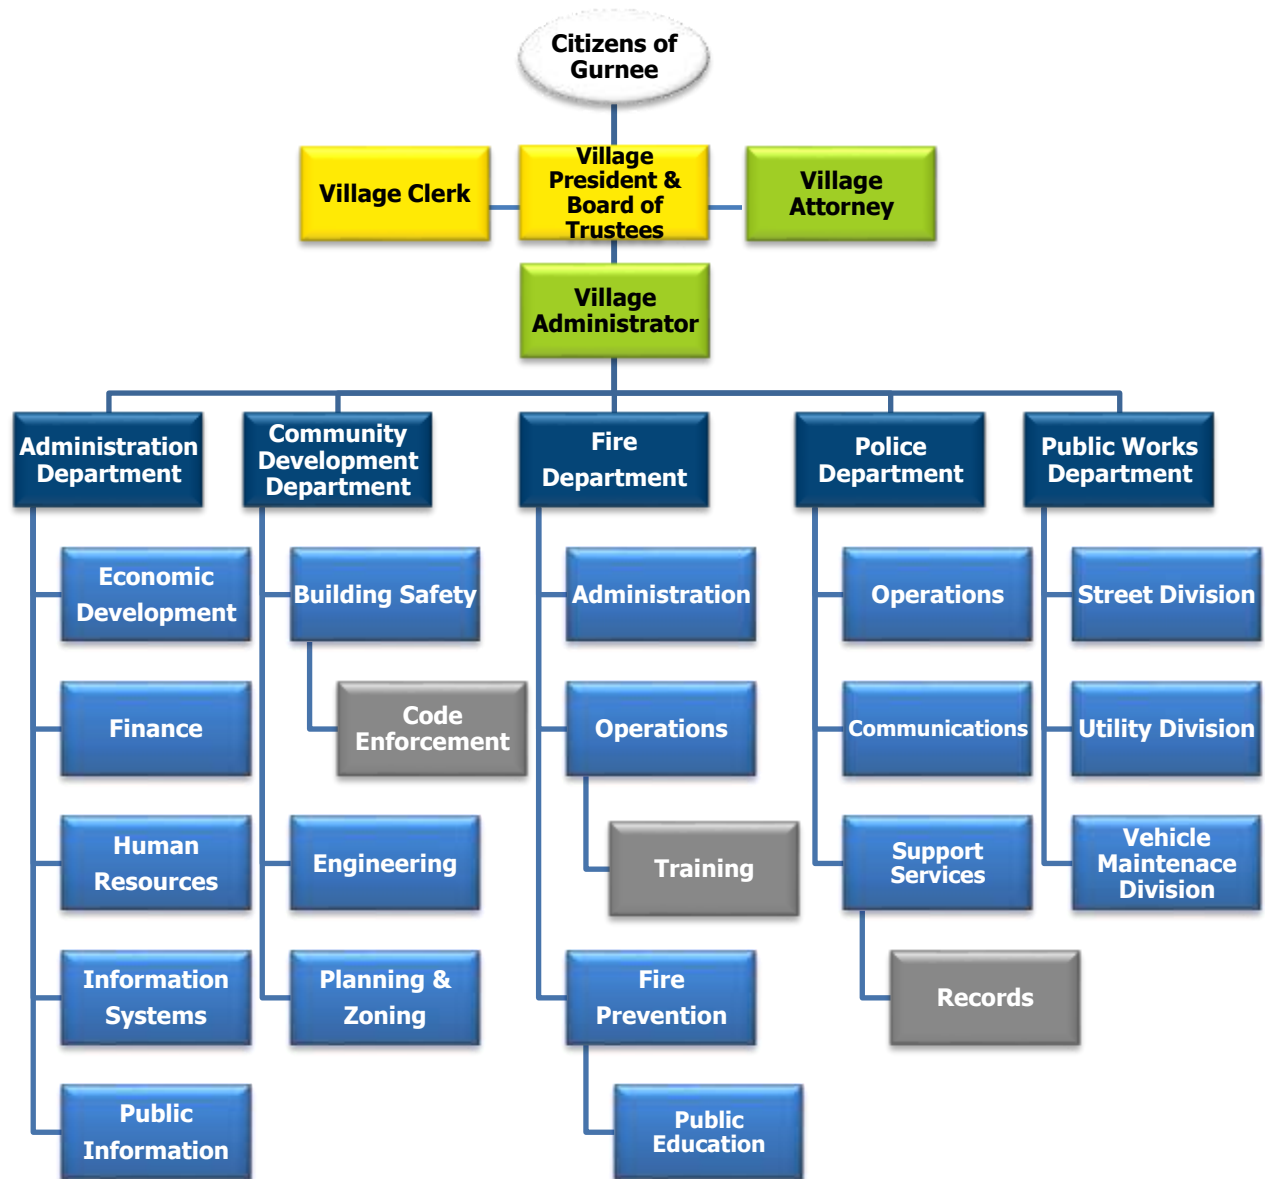 Citizens of
Gurnee
Village Clerk
Village
President &
Board of
Trustees
Village
Attorney
Village
Administrator
Administration
Department
Community
Development
Department
Fire
Department
Police
Department
Public Works
Department
Economic
Development
Building Safety
Administration
Operations
Street Division
Finance
Code
Enforcement
Operations
Communications
Utility Division
Human
Resources
Engineering
Training
Support
Services
Vehicle
Maintenace
Division
Information
Systems
Planning &
Zoning
Fire
Prevention
Records
Public
Information
Public
Education